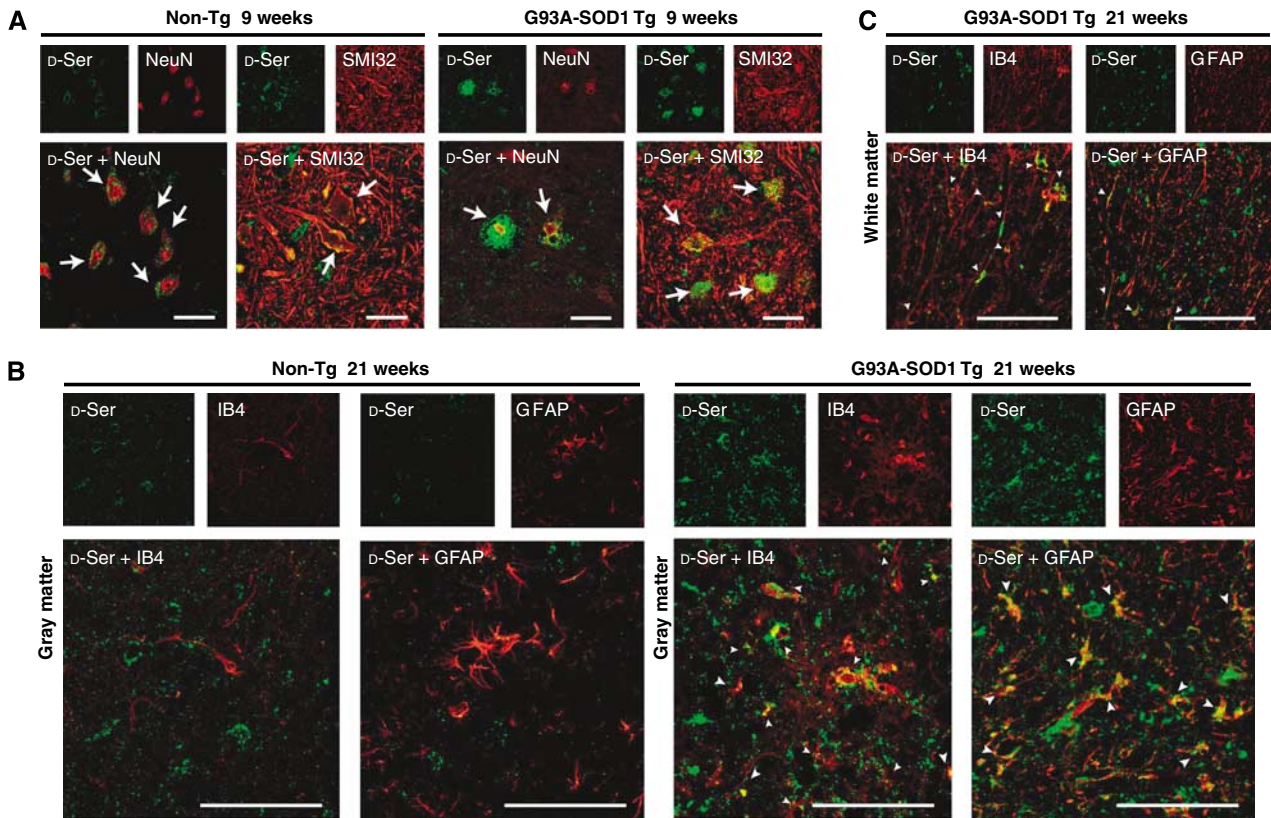 A
Non-Tg 9 weeks
G93A-SOD1 Tg 9 weeks
D-Ser
NeuN
D-Ser
SMI32
D-Ser
NeuN
D-Ser
SMI32
D-Ser + NeuN
D-Ser + SMI32
D-Ser + NeuN
D-Ser + SMI32
C
G93A-SOD1 Tg 21 weeks
White matter
D-Ser
IB4
D-Ser
GFAP
D-Ser + IB4
D-Ser + GFAP
B
Non-Tg 21 weeks
G93A-SOD1 Tg 21 weeks
Gray matter
D-Ser
IB4
D-Ser
GFAP
D-Ser + IB4
D-Ser + GFAP
Gray matter
D-Ser
IB4
D-Ser
GFAP
D-Ser + IB4
D-Ser + GFAP